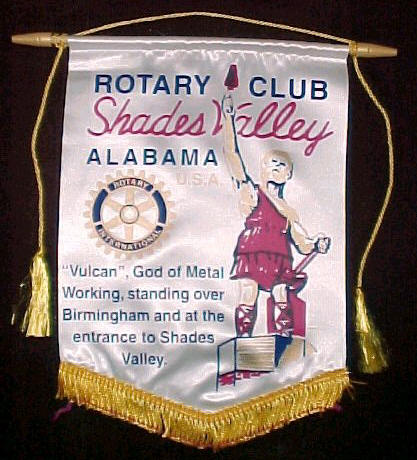 ROTARY CLUB
Shades Valley
ALABAMA
U.S.A.
ROTARY
INTERNATIONAL
"Vulcan", God of Metal
Working, standing over
Birmingham and at the
entrance to Shades
Valley.